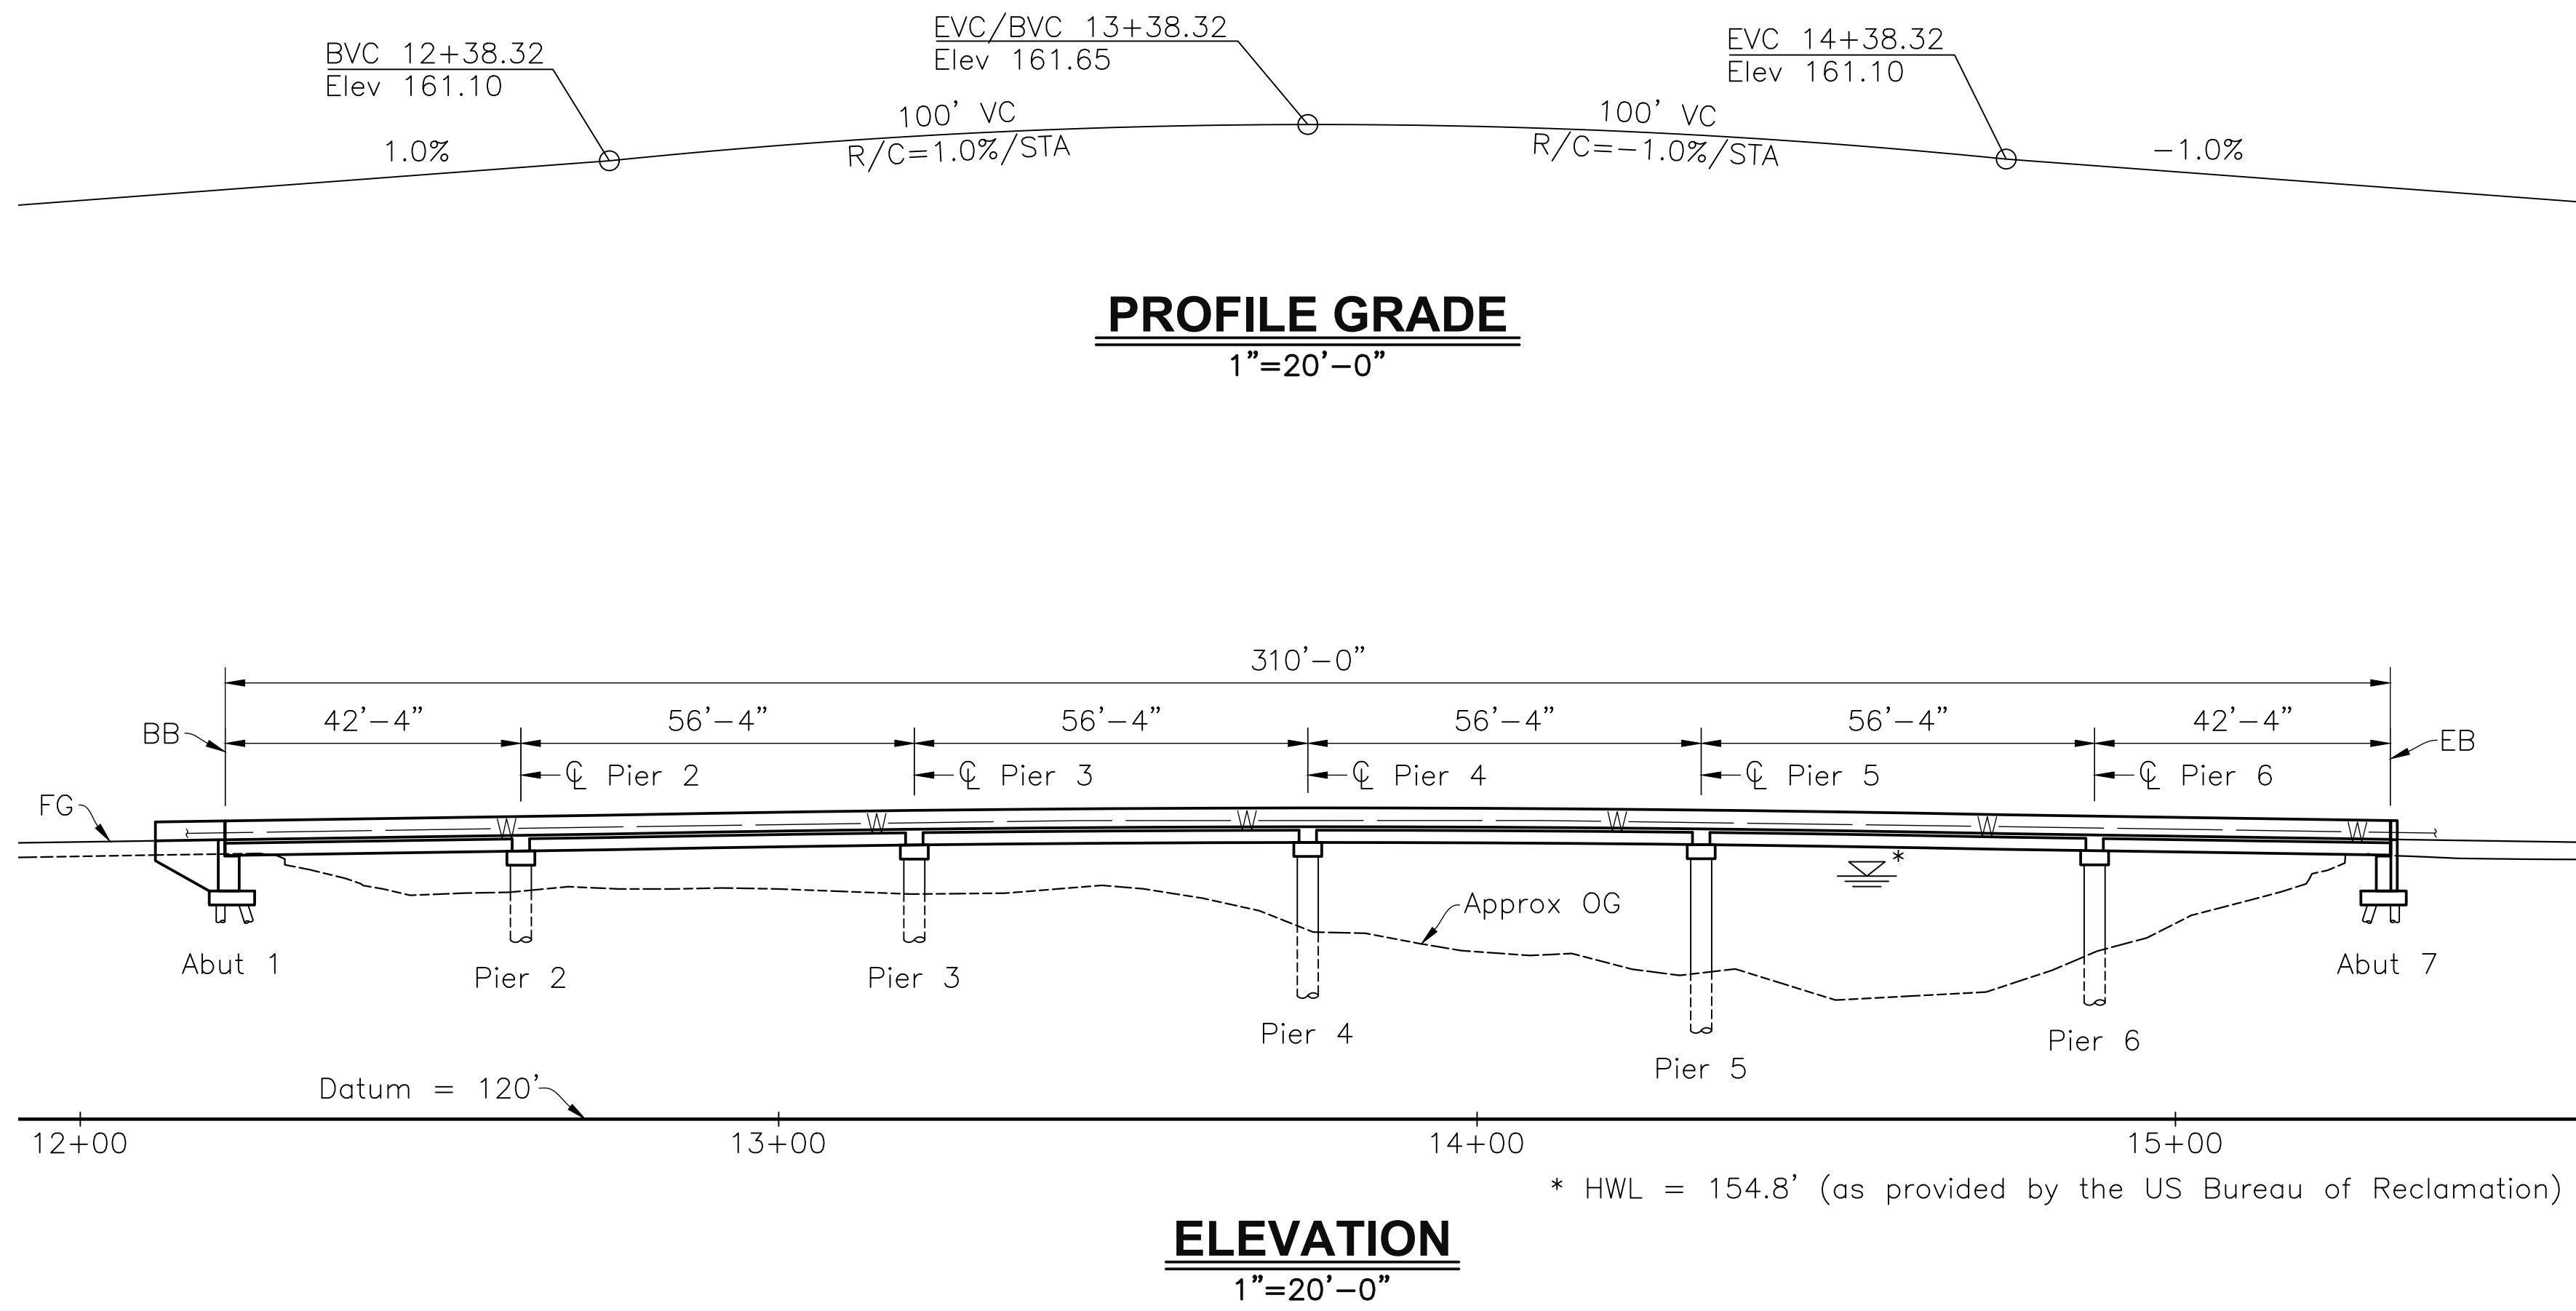 EVC/BVC 13+38.32
Elev 161.65
BVC 12+38.32
Elev 161.10
EVC 14+38.32
Elev 161.10
1.0%
100' VC
R/C=1.0%/STA
100' VC
R/C=-1.0%/STA
-1.0%
PROFILE GRADE
1"=20'-0"
310'-0"
42'-4"
56'-4"
56'-4"
56'-4"
56'-4"
42'-4"
BB
EB
℄ Pier 2
℄ Pier 3
℄ Pier 4
℄ Pier 5
℄ Pier 6
FG
W W W W W W
*
Approx OG
Abut 1
Pier 2
Pier 3
Pier 4
Pier 5
Pier 6
Abut 7
Datum = 120'
12+00
13+00
14+00
15+00
* HWL = 154.8' (as provided by the US Bureau of Reclamation)
ELEVATION
1"=20'-0"